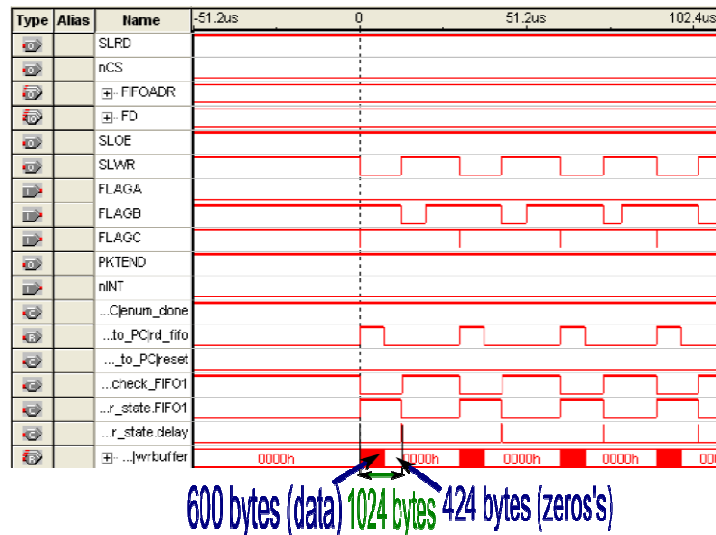 Type Alias Name -51.2us 0 51.2us 102.4us
SLRD
nCS
FIFOADR
FD
SLOE
SLWR
FLAGA
FLAGB
FLAGC
PKTEND
nINT
...C|enum_done
...to_PC|rd_fifo
..._to_PC|reset
...check_FIFO1
...r_state.FIFO1
...r_state.delay
...|wrbuffer 0000h 0000h 0000h 0000h 00
600 bytes (data) 1024 bytes 424 bytes (zeros's)